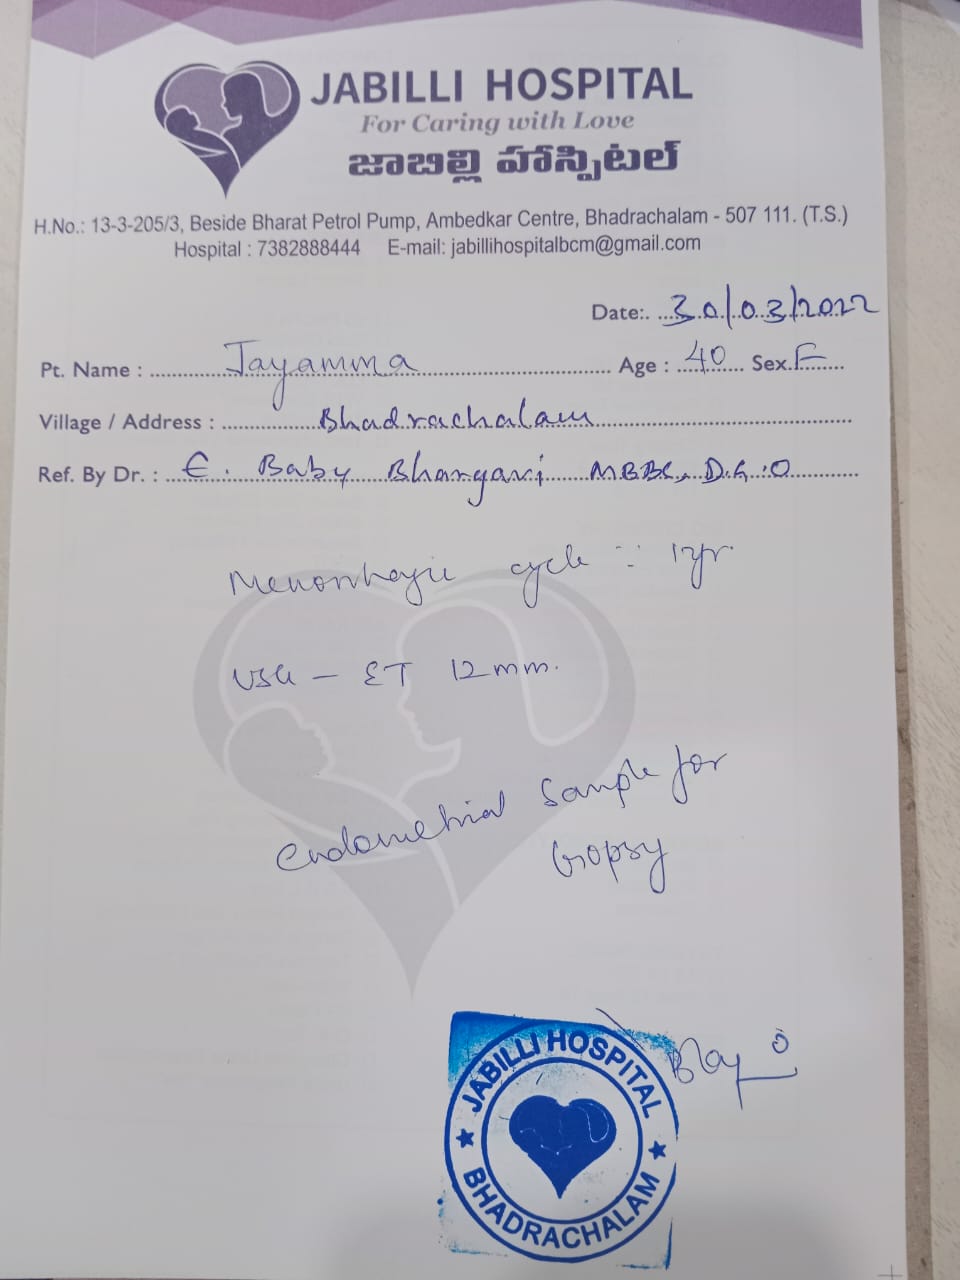 JABILLI HOSPITAL
For Caring with Love
జాబిల్లి హాస్పిటల్
H.No.: 13-3-205/3, Beside Bharat Petrol Pump, Ambedkar Centre, Bhadrachalam - 507 111. (T.S.)
Hospital : 7382888444 E-mail: jabillihospitalbcm@gmail.com
Date:. 30/03/2022
Pt. Name : Jayamma Age : 40 Sex. F
Village / Address : Bhadrachalam
Ref. By Dr. : E. Baby Bhargavi MBBS, D.G.O
Menorrhagic cycle :: 1yr.
USG - ET 12mm.
endometrial sample for
biopsy
JABILLI HOSPITAL
BHADRACHALAM